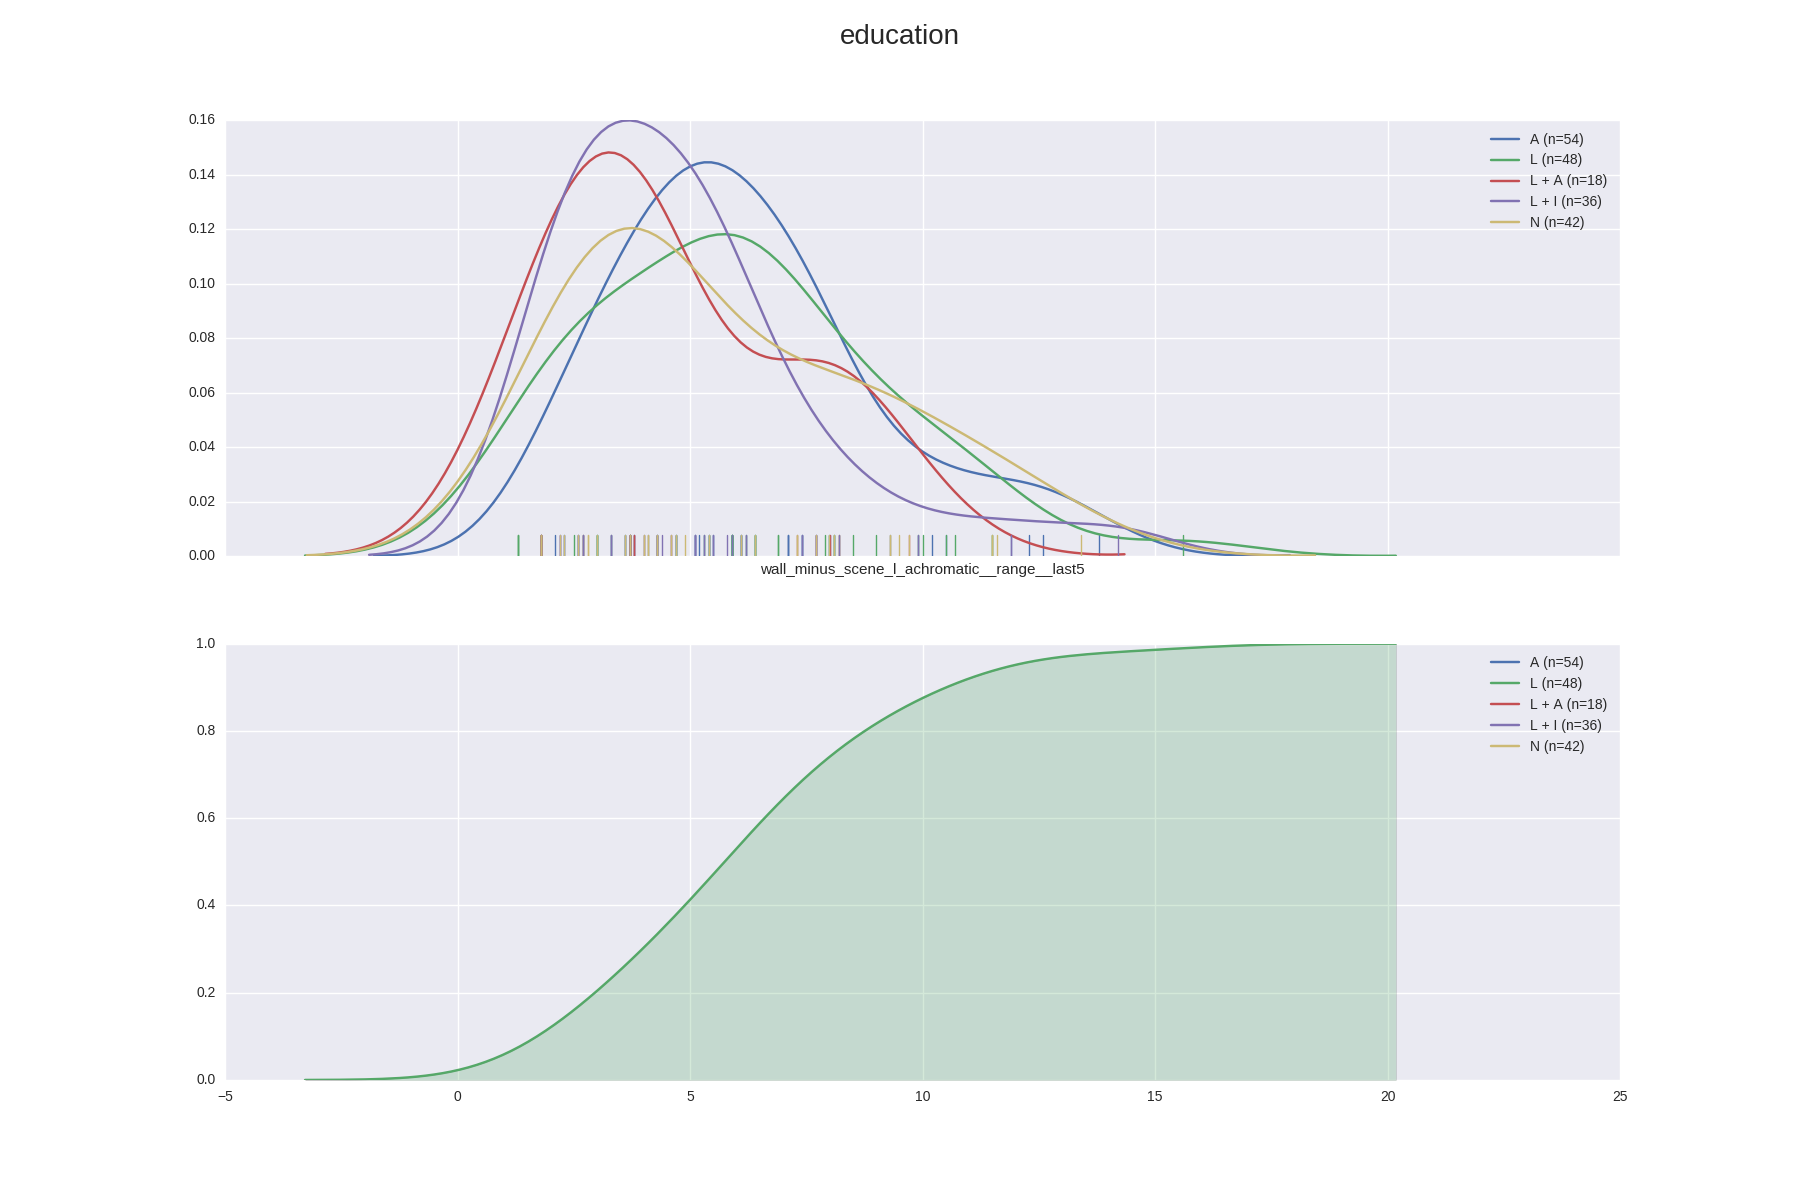 education
0.16
0.14
0.12
0.10
0.08
0.06
0.04
0.02
0.00
A (n=54)
L (n=48)
L + A (n=18)
L + I (n=36)
N (n=42)
wall_minus_scene_l_achromatic__range__last5
1.0
0.8
0.6
0.4
0.2
0.0
A (n=54)
L (n=48)
L + A (n=18)
L + I (n=36)
N (n=42)
−5 0 5 10 15 20 25